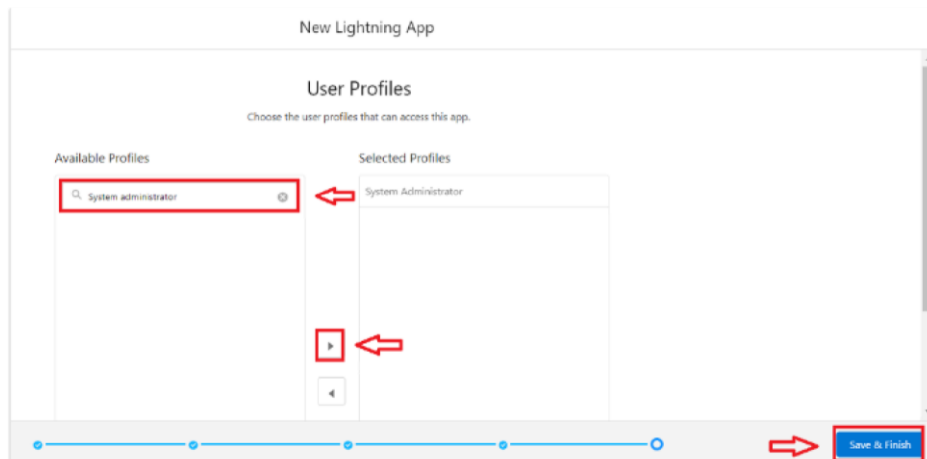 New Lightning App
User Profiles
Choose the user profiles that can access this app.
Available Profiles
Selected Profiles
System administrator
System Administrator
Save & Finish